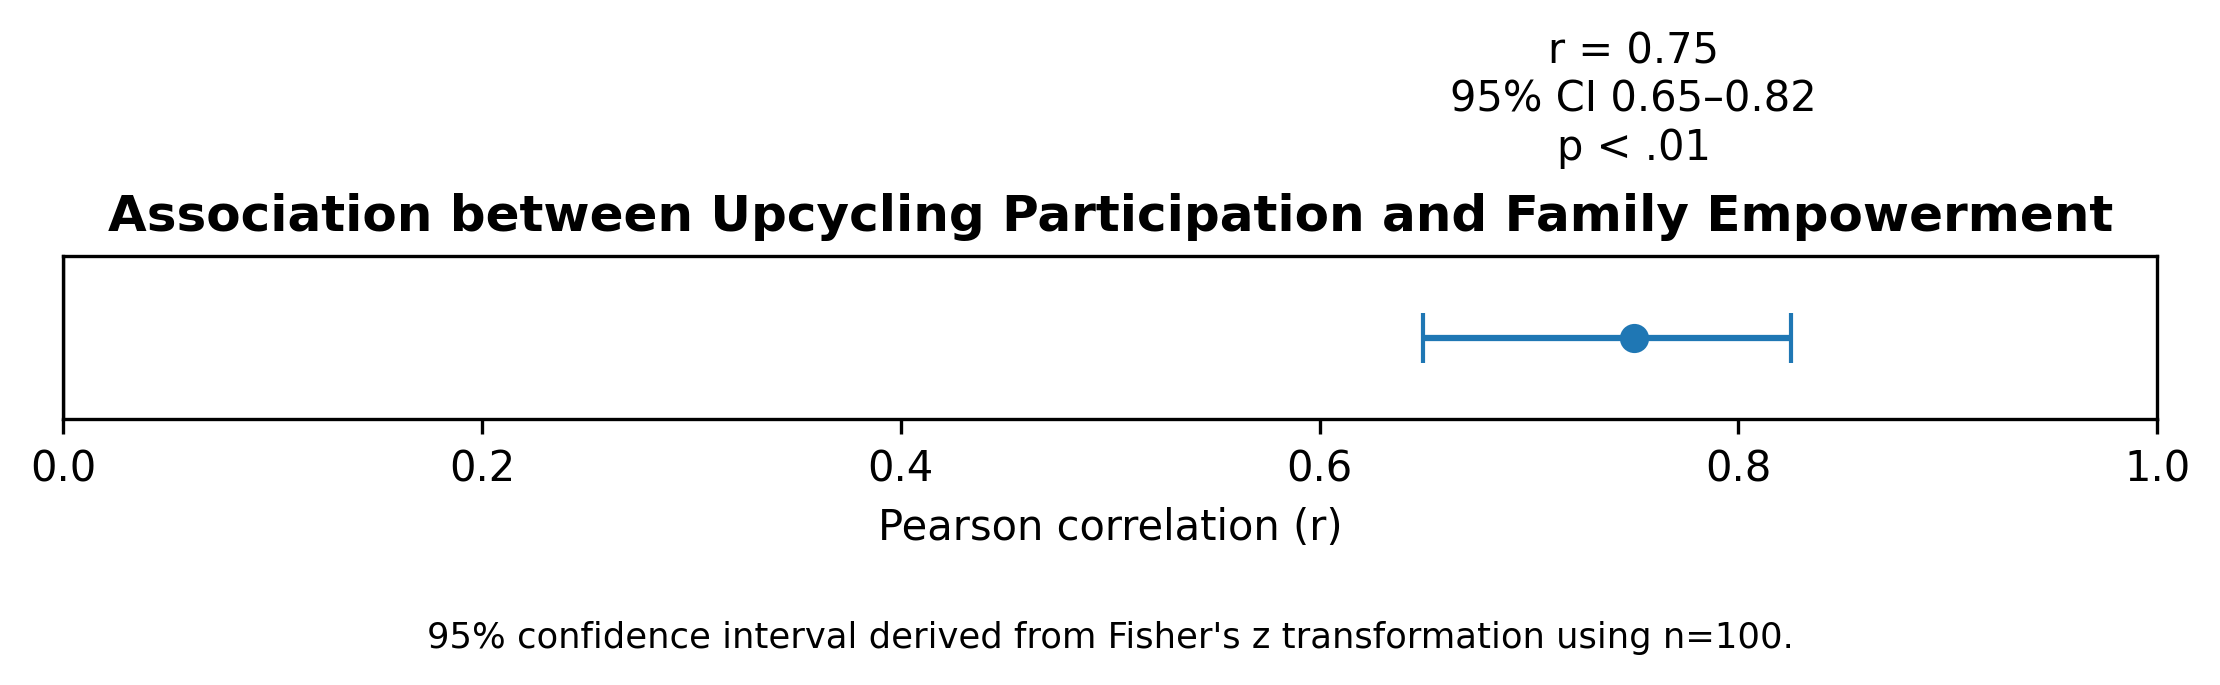 r = 0.75
95% CI 0.65–0.82
p < .01
Association between Upcycling Participation and Family Empowerment
0.0 0.2 0.4 0.6 0.8 1.0
Pearson correlation (r)
95% confidence interval derived from Fisher's z transformation using n=100.